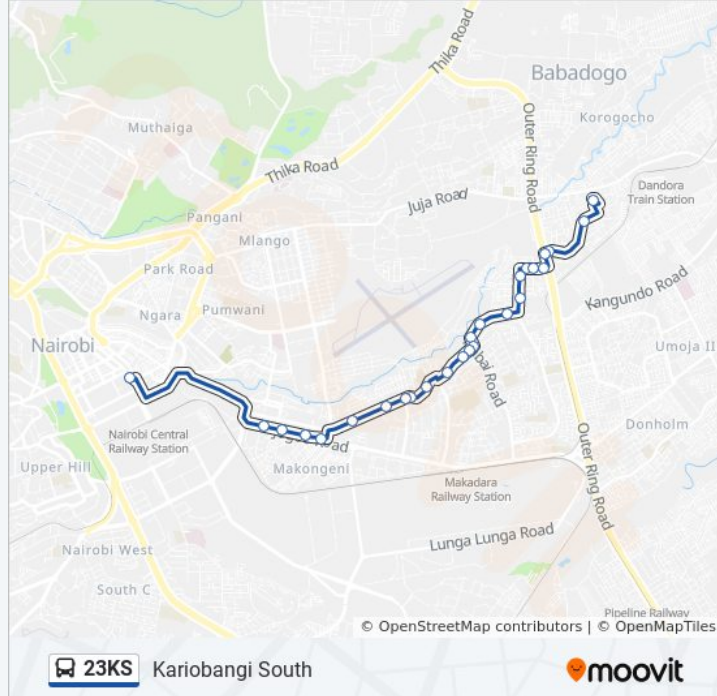 Thika Road
Babadogo
Korogocho
Muthaiga
Outer Ring Road
Thika Road
Dandora
Train Station
Juja Road
Pangani
Mlango
Park Road
Kangundo Road
Ngara
Pumwani
Nairobi
Umoja II
Donholm
Nairobi Central
Railway Station
Road
Road
Makongeni
Upper Hill
Makadara
Railway Station
Outer Ring Road
Lunga Lunga Road
Nairobi West
South C
Pipeline Railway
© OpenStreetMap contributors | © OpenMapTiles
23KS Kariobangi South
moovit